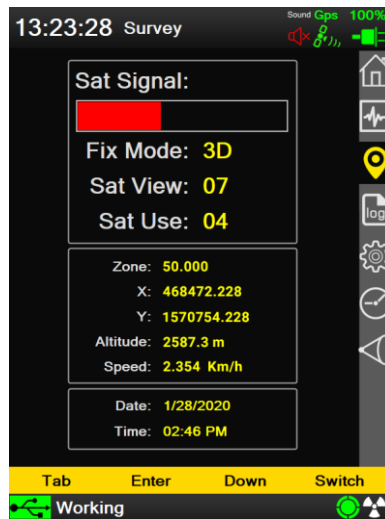 13:23:28 Survey Sound Gps 100%
Sat Signal:
Fix Mode: 3D
Sat View: 07
Sat Use: 04
log
Zone: 50.000
X: 468472.228
Y: 1570754.228
Altitude: 2587.3 m
Speed: 2.354 Km/h
Date: 1/28/2020
Time: 02:46 PM
Tab Enter Down Switch
Working